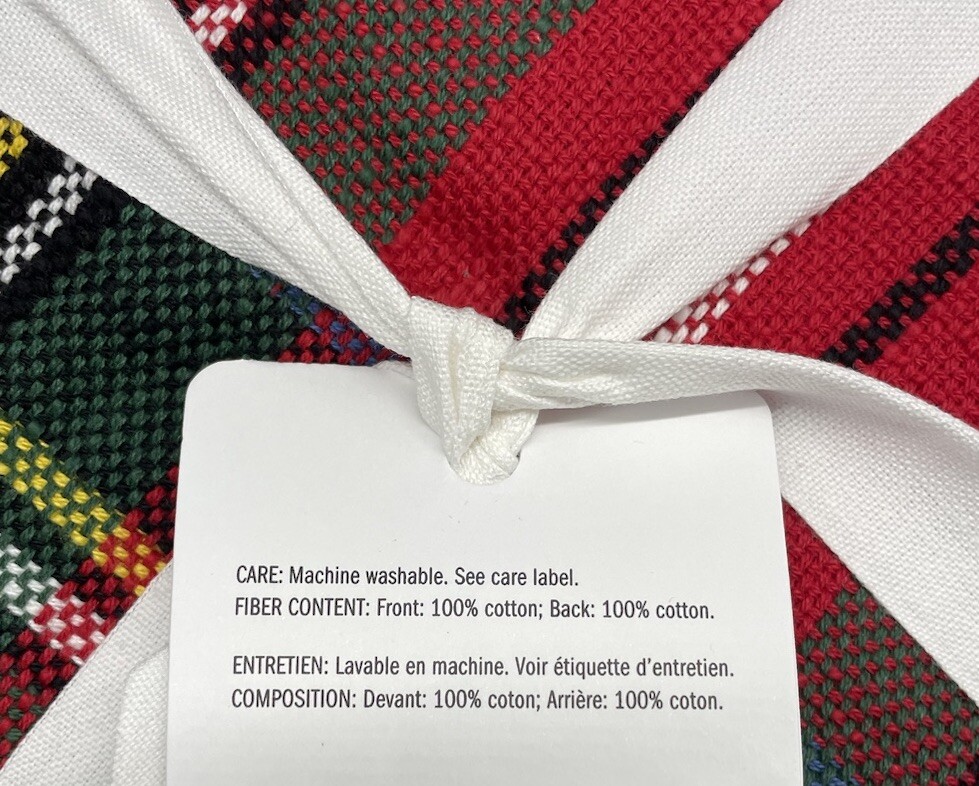 CARE: Machine washable. See care label.
FIBER CONTENT: Front: 100% cotton; Back: 100% cotton.
ENTRETIEN: Lavable en machine. Voir étiquette d'entretien.
COMPOSITION: Devant: 100% coton; Arrière: 100% coton.